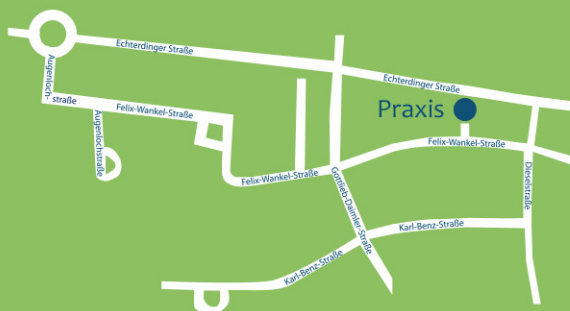 Echterdinger Straße
Augenloch-
straße
Echterdinger Straße
Felix-Wankel-Straße
Praxis
Augenlochstraße
Felix-Wankel-Straße
Felix-Wankel-Straße
Dieselstraße
Gottlieb-Daimler-Straße
Karl-Benz-Straße
Karl-Benz-Straße